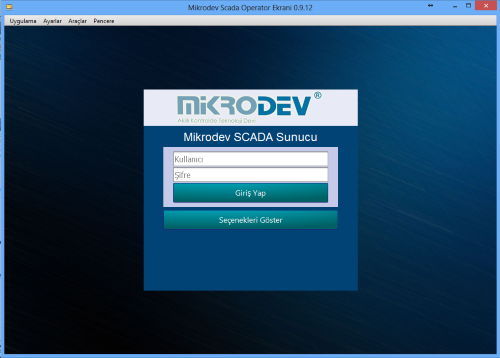 Mikrodev Scada Operator Ekrani 0.9.12
Uygulama Ayarlar Araçlar Pencere
MİKRODEV®
Akıllı Kontrolde Teknoloji Devi
Mikrodev SCADA Sunucu
Kullanıcı
Şifre
Giriş Yap
Seçenekleri Göster